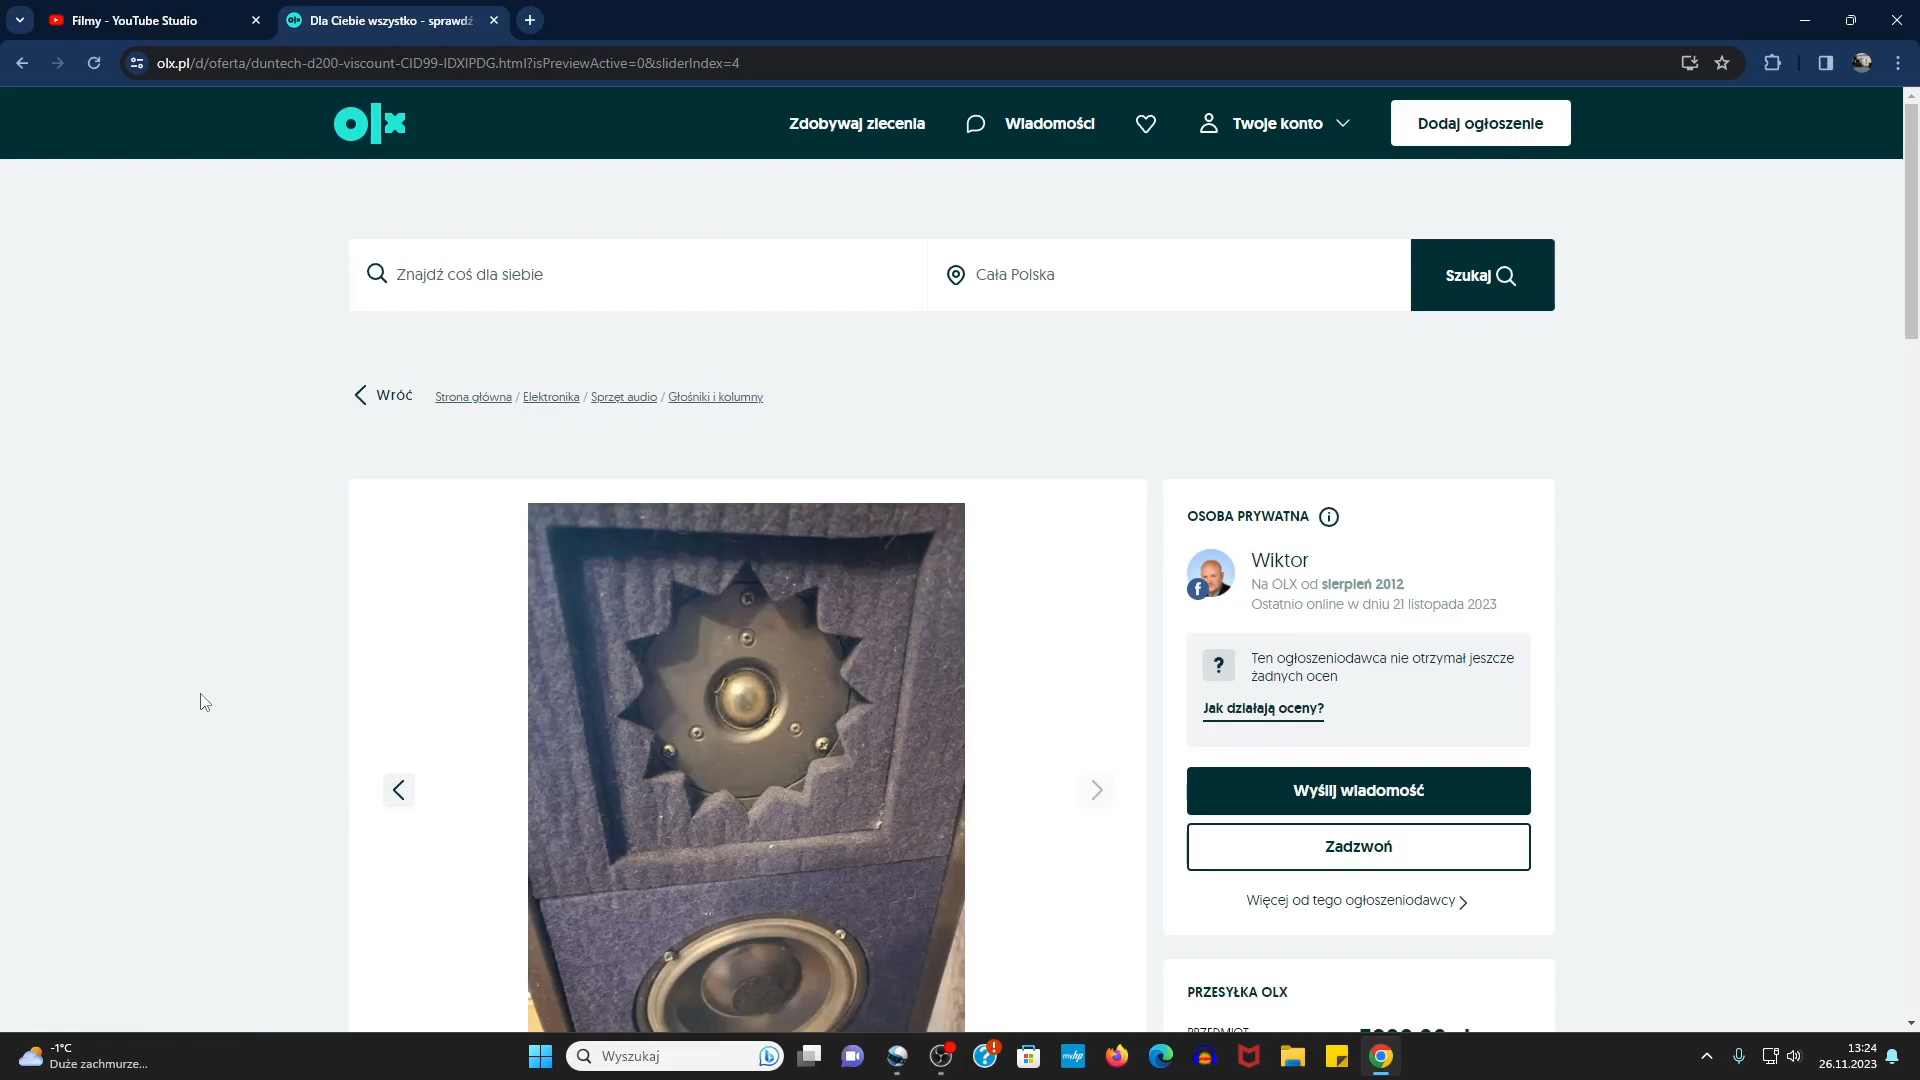 Filmy - YouTube Studio
Dla Ciebie wszystko - sprawdź
olx.pl/d/oferta/duntech-d200-viscount-CID99-IDXIPDG.html?isPreviewActive=0&sliderIndex=4
olx
Zdobywaj zlecenia
Wiadomości
Twoje konto
Dodaj ogłoszenie
Znajdź coś dla siebie
Cała Polska
Szukaj
Wróć
Strona główna / Elektronika / Sprzęt audio / Głośniki i kolumny
OSOBA PRYWATNA
Wiktor
Na OLX od sierpień 2012
Ostatnio online w dniu 21 listopada 2023
?
Ten ogłoszeniodawca nie otrzymał jeszcze
żadnych ocen
Jak działają oceny?
Wyślij wiadomość
Zadzwoń
Więcej od tego ogłoszeniodawcy
PRZESYŁKA OLX
PRZEDMIOT
-1°C
Duże zachmurze...
Wyszukaj
myhp
13:24
26.11.2023